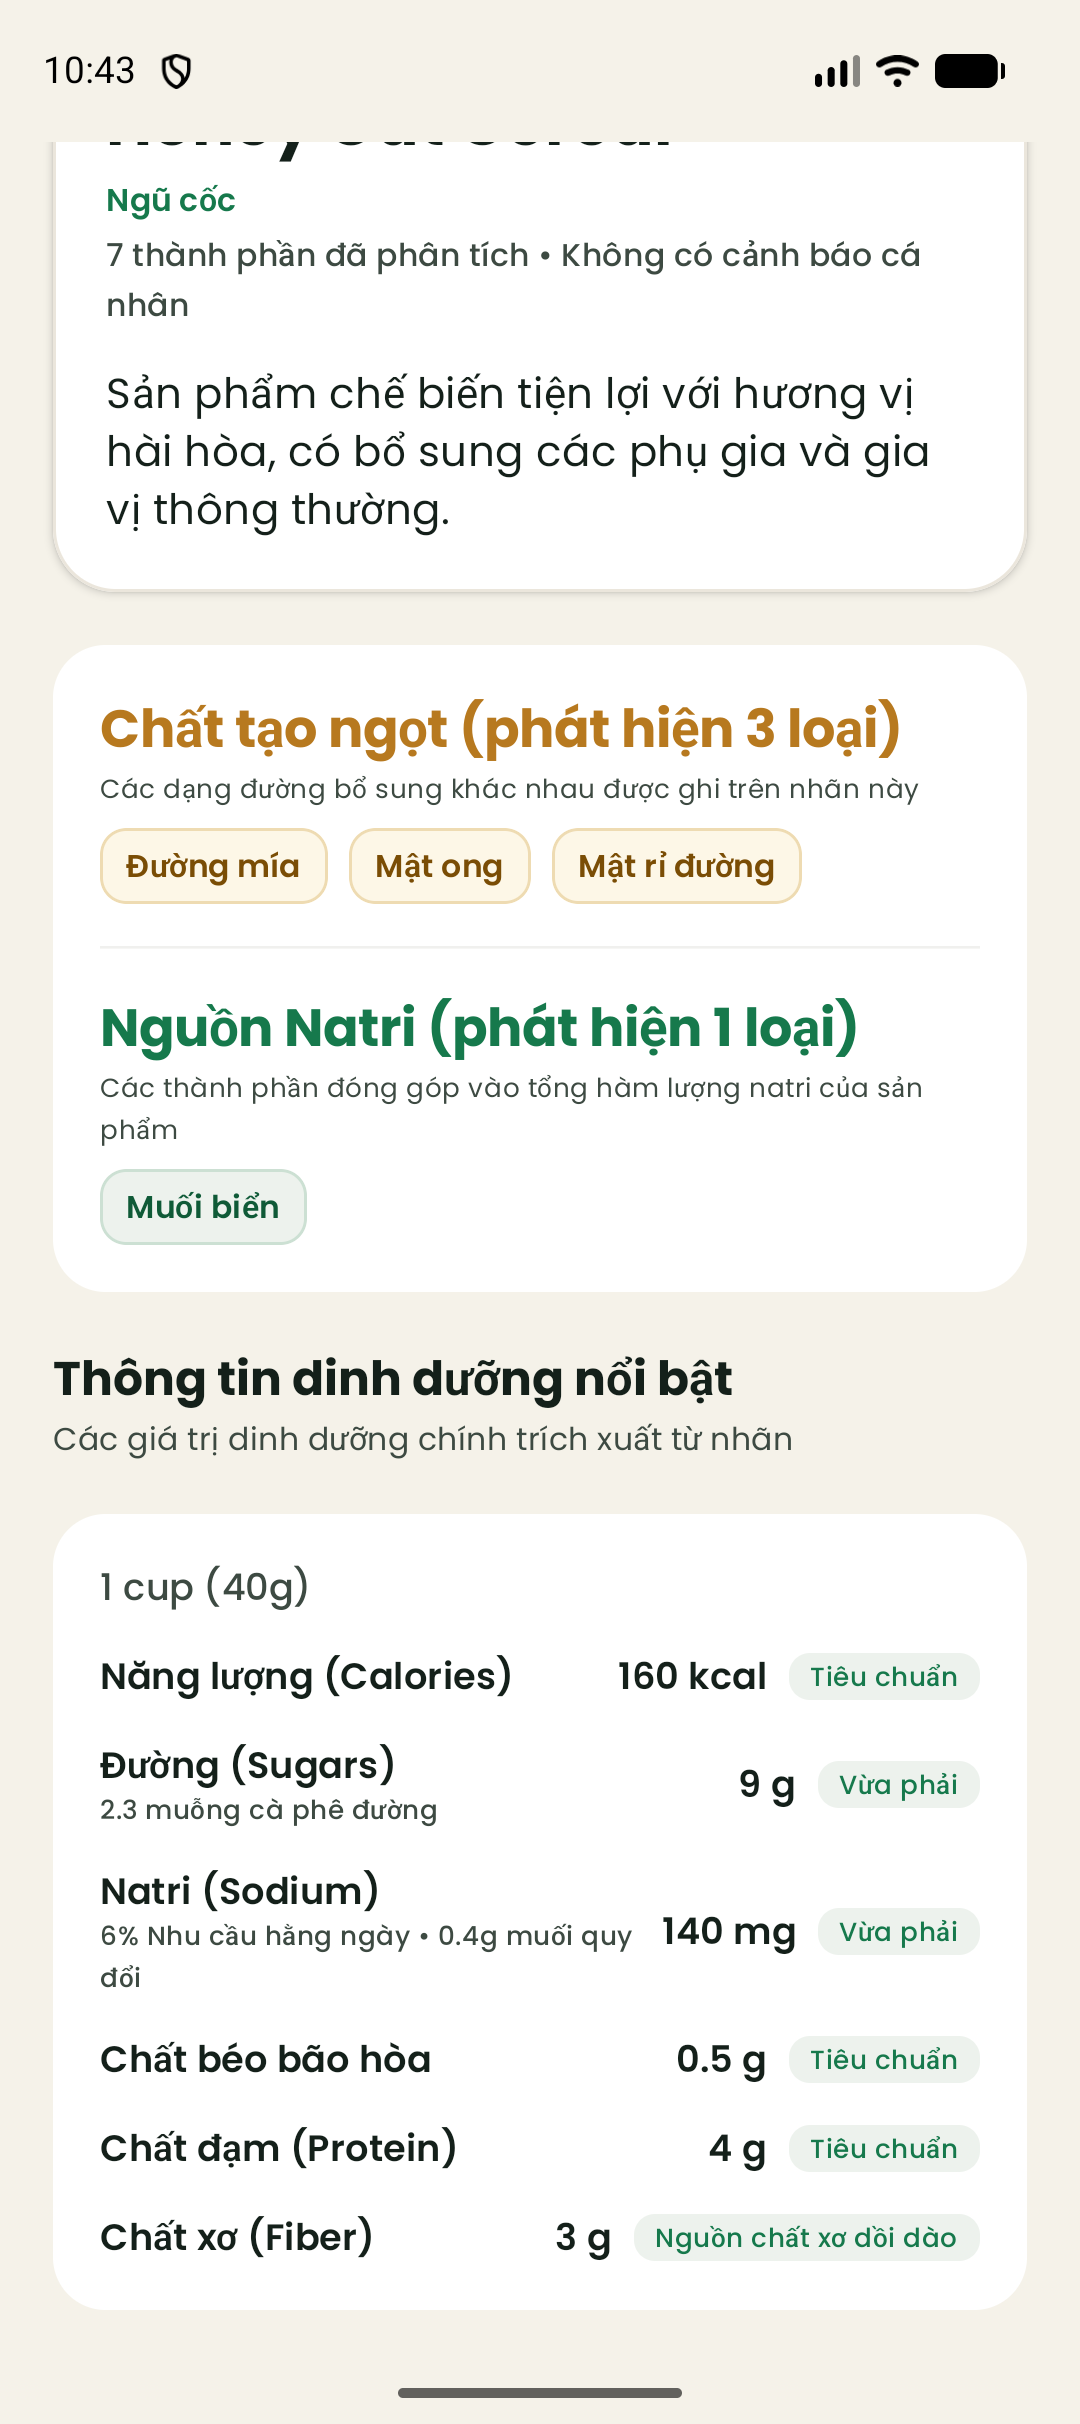 10:43
Ngũ cốc
7 thành phần đã phân tích • Không có cảnh báo cá
nhân
Sản phẩm chế biến tiện lợi với hương vị
hài hòa, có bổ sung các phụ gia và gia
vị thông thường.
Chất tạo ngọt (phát hiện 3 loại)
Các dạng đường bổ sung khác nhau được ghi trên nhãn này
Đường mía
Mật ong
Mật rỉ đường
Nguồn Natri (phát hiện 1 loại)
Các thành phần đóng góp vào tổng hàm lượng natri của sản
phẩm
Muối biển
Thông tin dinh dưỡng nổi bật
Các giá trị dinh dưỡng chính trích xuất từ nhãn
1 cup (40g)
Năng lượng (Calories) 160 kcal Tiêu chuẩn
Đường (Sugars) 9 g Vừa phải
2.3 muỗng cà phê đường
Natri (Sodium) 140 mg Vừa phải
6% Nhu cầu hằng ngày • 0.4g muối quy
đổi
Chất béo bão hòa 0.5 g Tiêu chuẩn
Chất đạm (Protein) 4 g Tiêu chuẩn
Chất xơ (Fiber) 3 g Nguồn chất xơ dồi dào